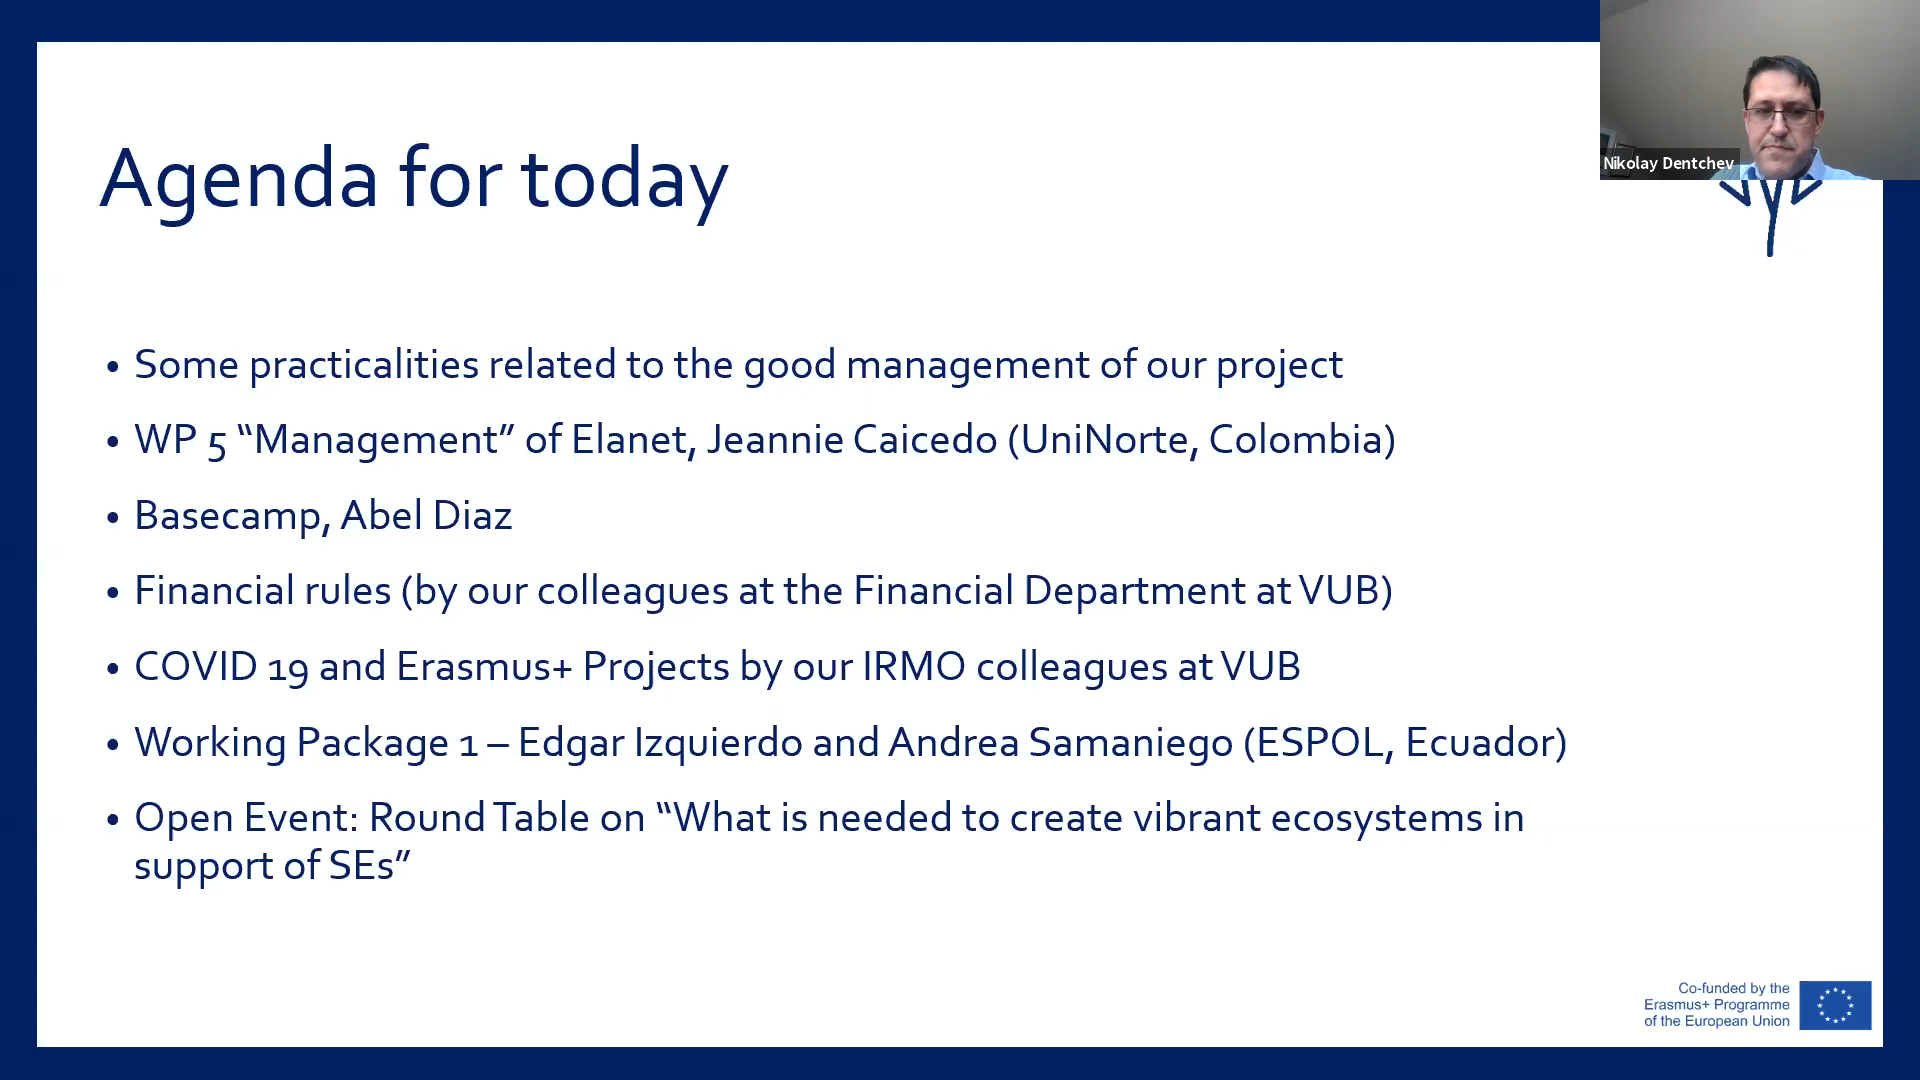 Agenda for today
Nikolay Dentchev
• Some practicalities related to the good management of our project
• WP 5 “Management” of Elanet, Jeannie Caicedo (UniNorte, Colombia)
• Basecamp, Abel Diaz
• Financial rules (by our colleagues at the Financial Department at VUB)
• COVID 19 and Erasmus+ Projects by our IRMO colleagues at VUB
• Working Package 1 – Edgar Izquierdo and Andrea Samaniego (ESPOL, Ecuador)
• Open Event: Round Table on “What is needed to create vibrant ecosystems in
support of SEs”
Co-funded by the
Erasmus+ Programme
of the European Union